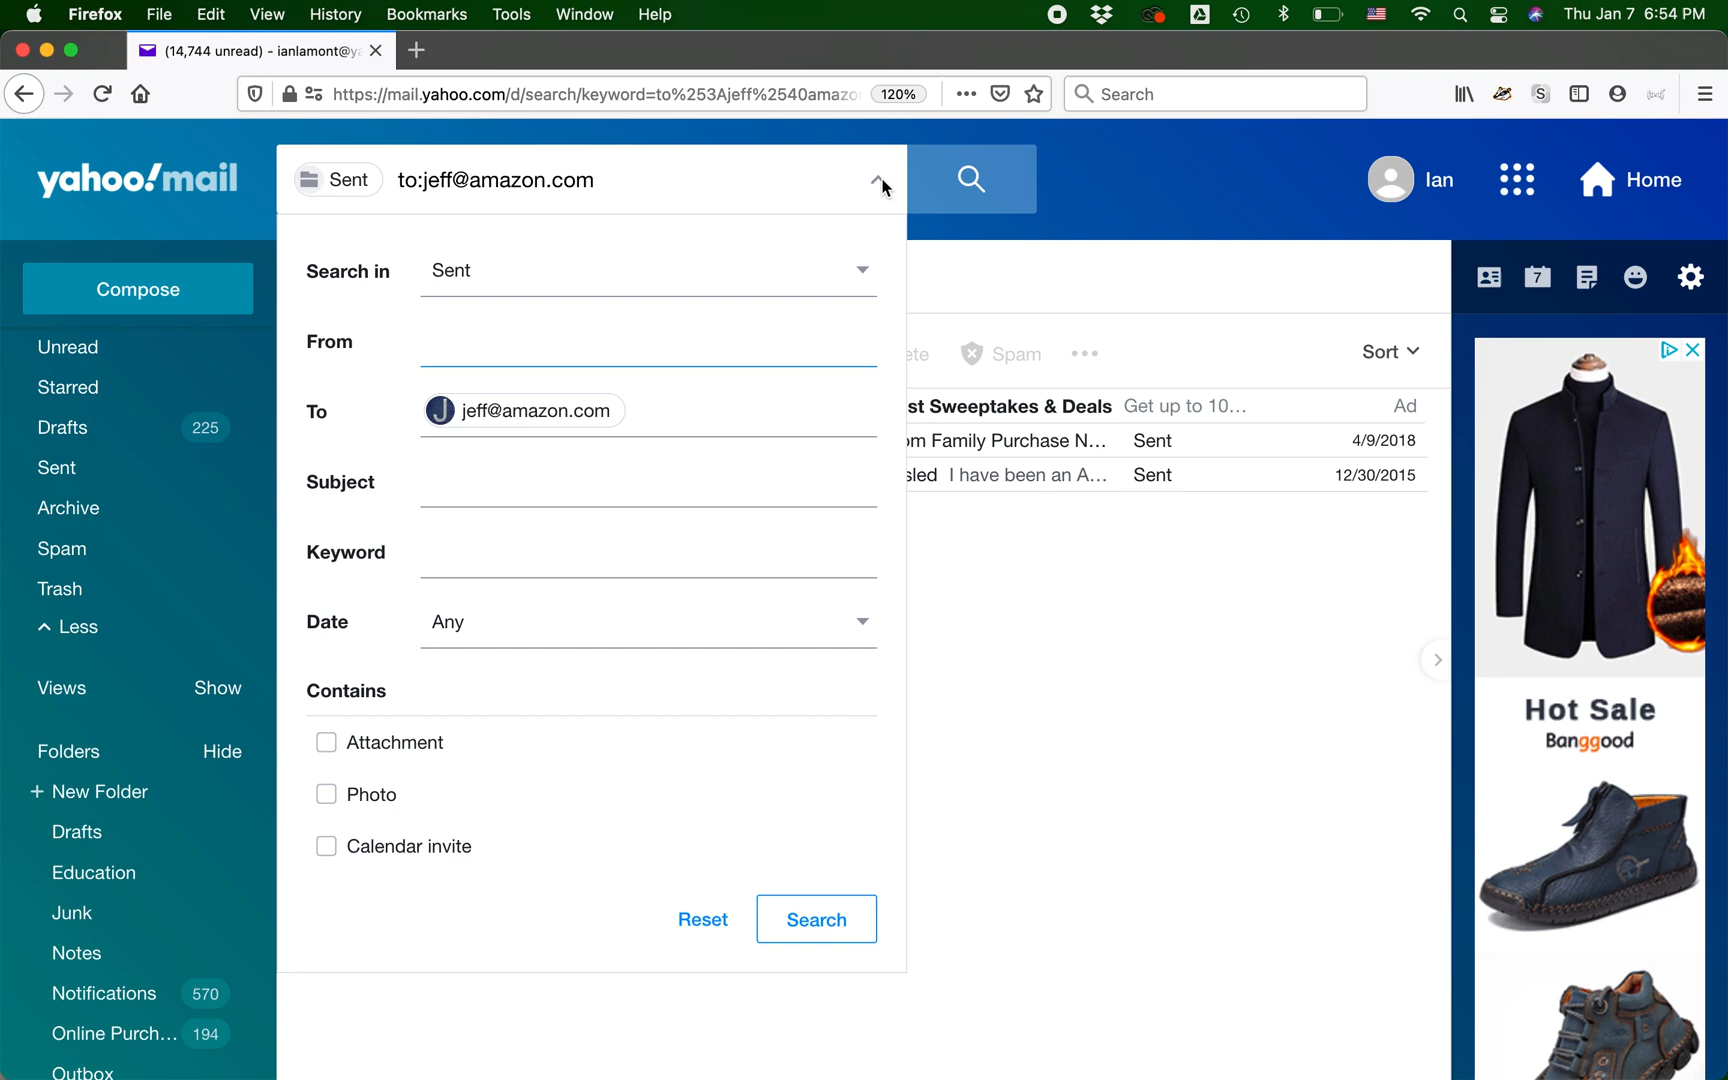 Firefox File Edit View History Bookmarks Tools Window Help Thu Jan 7 6:54 PM
(14,744 unread) - ianlamont@ya
https://mail.yahoo.com/d/search/keyword=to%253Ajeff%2540amazo 120% Search
yahoo!mail
Sent to:jeff@amazon.com
Ian
Home
Compose
Unread
Starred
Drafts 225
Sent
Archive
Spam
Trash
Less
Views Show
Folders Hide
+ New Folder
Drafts
Education
Junk
Notes
Notifications 570
Online Purch... 194
Outbox
Search in Sent
From
To J jeff@amazon.com
Subject
Keyword
Date Any
Contains
Attachment
Photo
Calendar invite
Reset Search
ete Spam ••• Sort
st Sweeptakes & Deals Get up to 10... Ad
om Family Purchase N... Sent 4/9/2018
sled I have been an A... Sent 12/30/2015
7
Hot Sale
Banggood